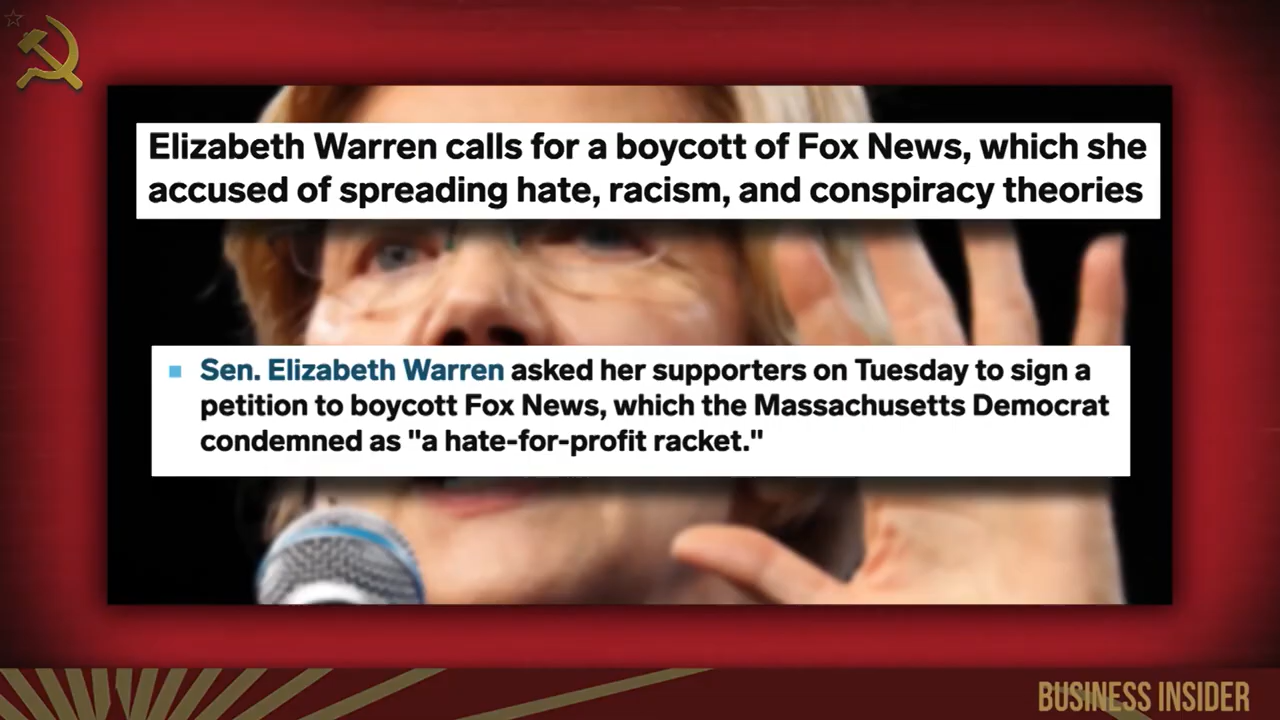 Elizabeth Warren calls for a boycott of Fox News, which she
accused of spreading hate, racism, and conspiracy theories
Sen. Elizabeth Warren asked her supporters on Tuesday to sign a
petition to boycott Fox News, which the Massachusetts Democrat
condemned as "a hate-for-profit racket."
BUSINESS INSIDER